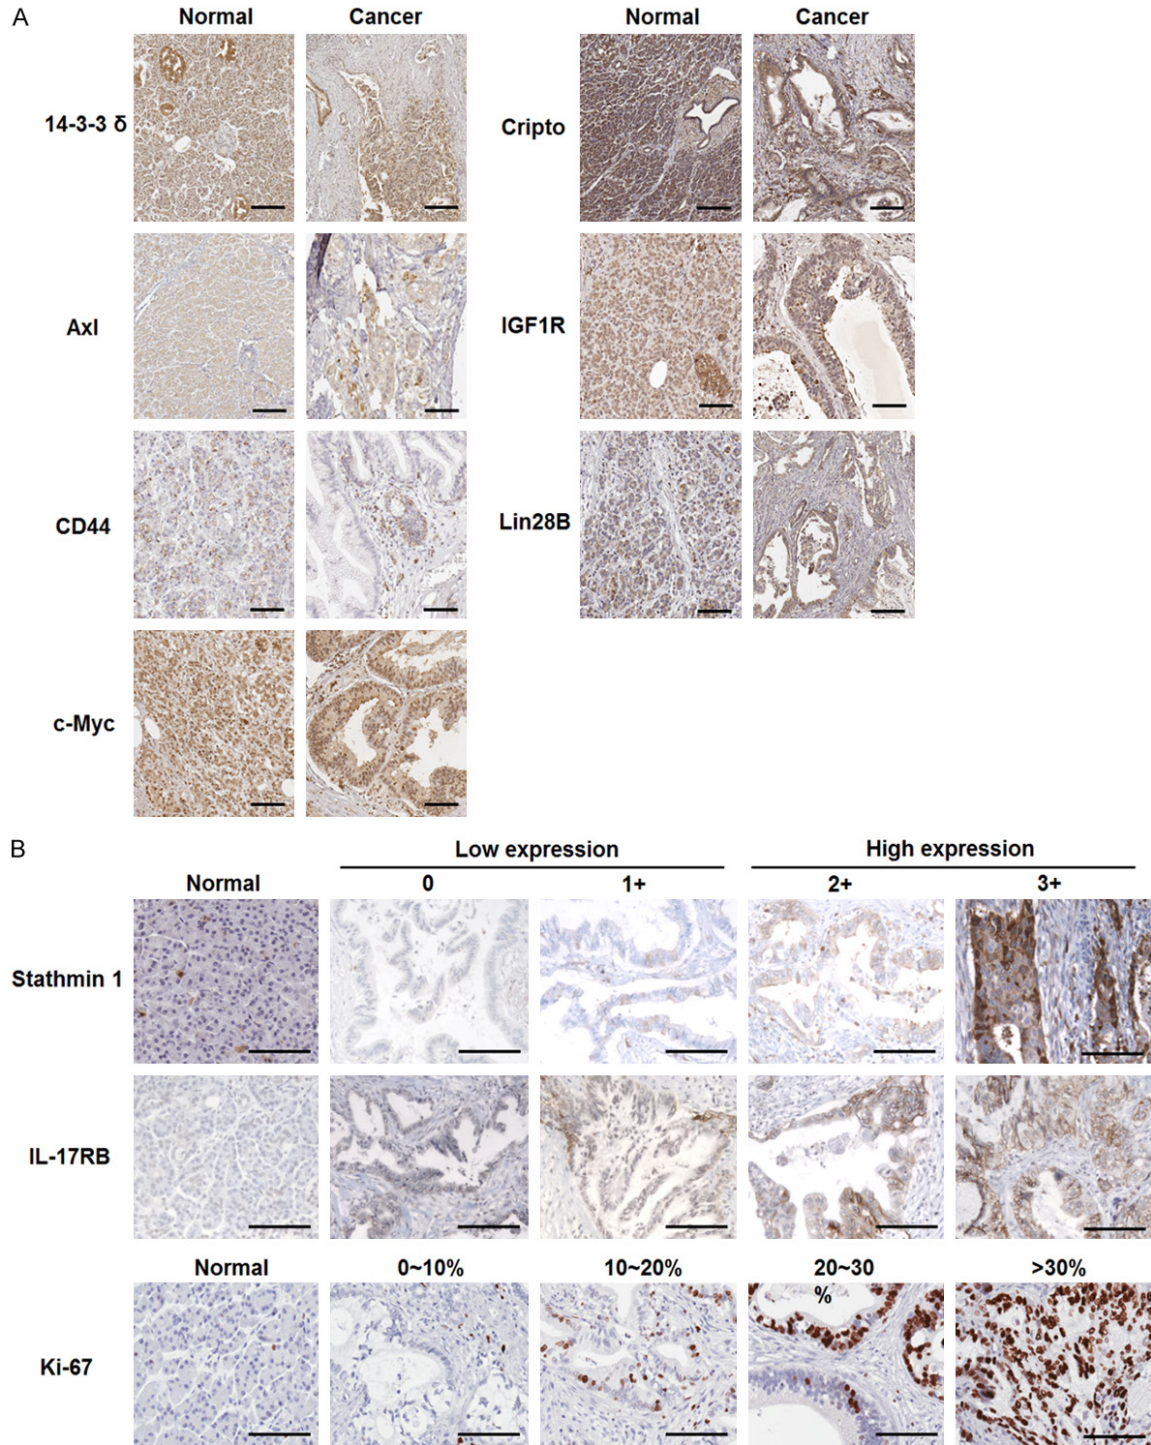 A
Normal Cancer Normal Cancer
14-3-3 δ Cripto
Axl IGF1R
CD44 Lin28B
c-Myc
B
Low expression High expression
Normal 0 1+ 2+ 3+
Stathmin 1
IL-17RB
Normal 0~10% 10~20% 20~30 >30%
%
Ki-67